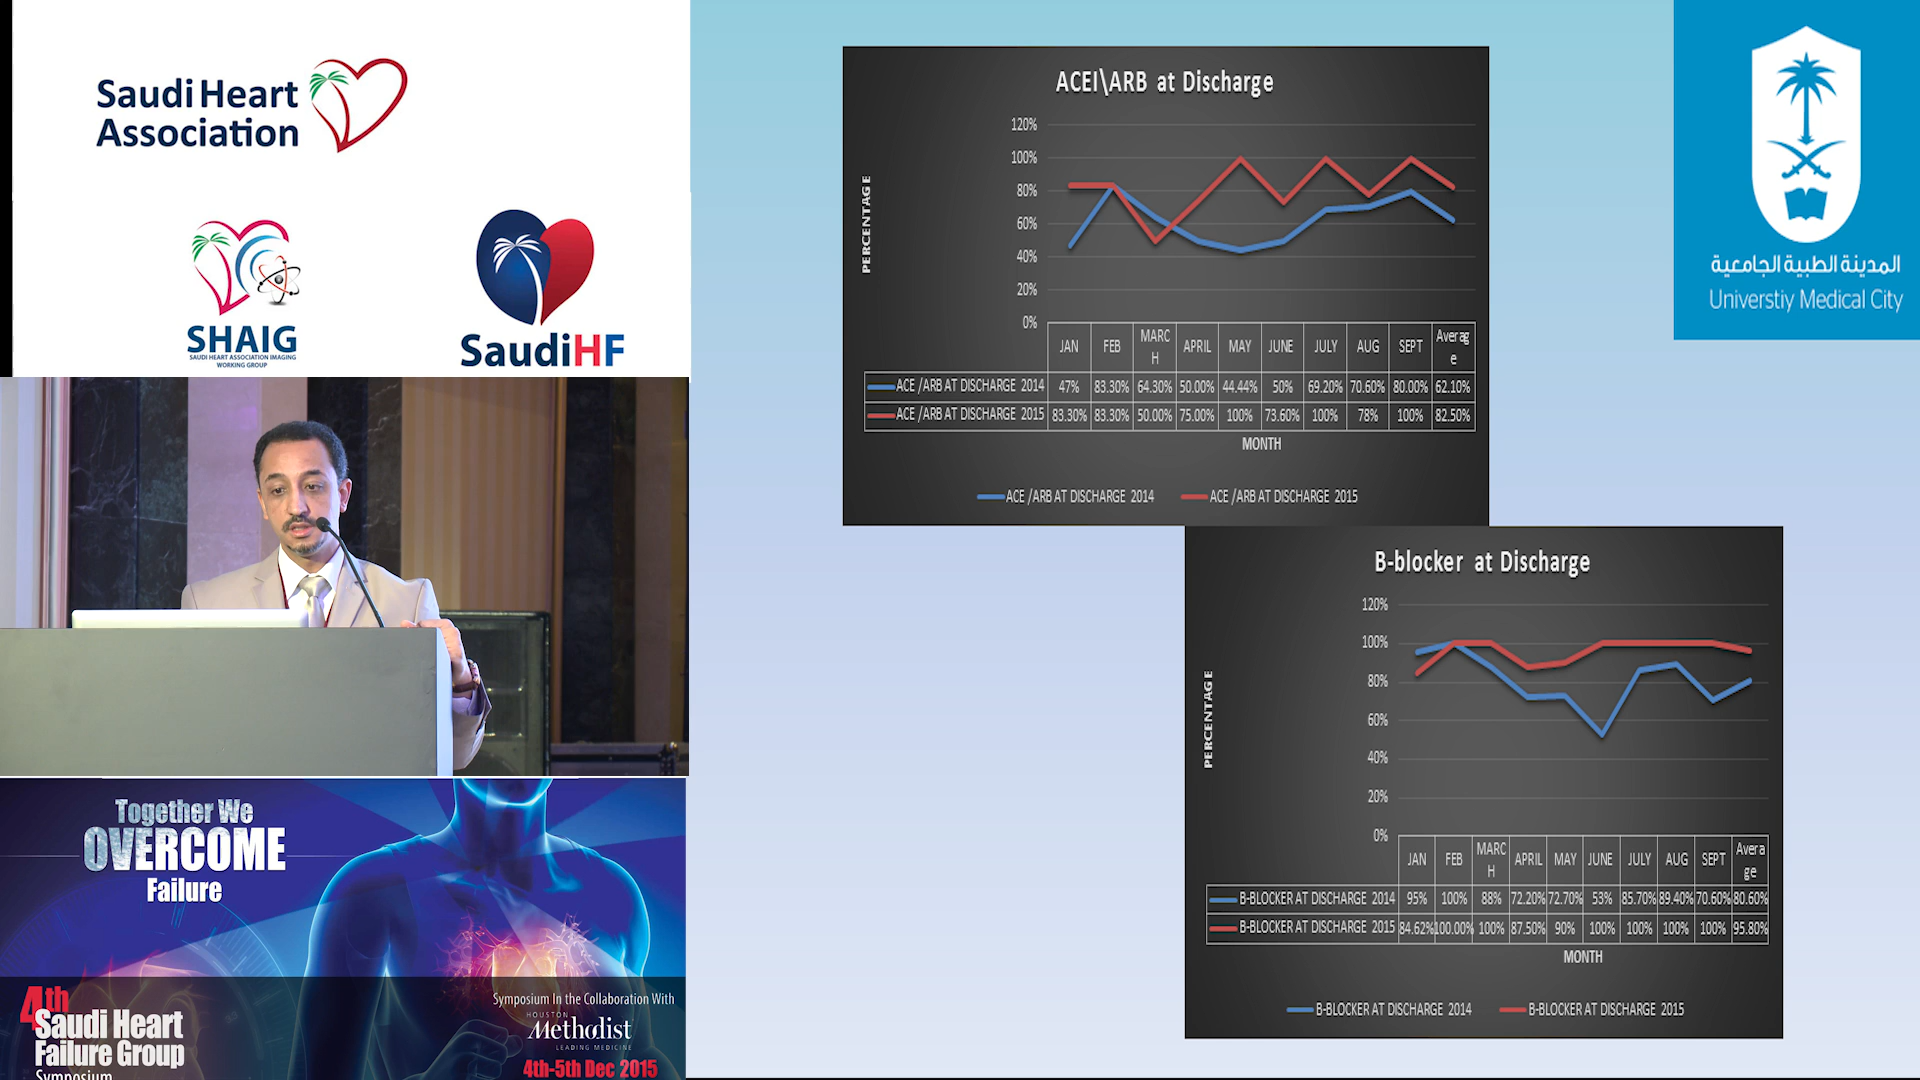 Saudi Heart
Association
SHAIG
SAUDI HEART ASSOCIATION IMAGING
WORKING GROUP
SaudiHF
Together We
OVERCOME
Failure
4th
Saudi Heart
Failure Group
Symposium
Symposium In the Collaboration With
HOUSTON
Methodist
LEADING MEDICINE
4th-5th Dec 2015
ACEI\ARB at Discharge
PERCENTAGE
120%
100%
80%
60%
40%
20%
0%
JAN FEB MARCH APRIL MAY JUNE JULY AUG SEPT Average
ACE /ARB AT DISCHARGE 2014 47% 83.30% 64.30% 50.00% 44.44% 50% 69.20% 70.60% 80.00% 62.10%
ACE /ARB AT DISCHARGE 2015 83.30% 83.30% 50.00% 75.00% 100% 73.60% 100% 78% 100% 82.50%
MONTH
ACE /ARB AT DISCHARGE 2014 ACE /ARB AT DISCHARGE 2015
B-blocker at Discharge
PERCENTAGE
120%
100%
80%
60%
40%
20%
0%
JAN FEB MARCH APRIL MAY JUNE JULY AUG SEPT Average
B-BLOCKER AT DISCHARGE 2014 95% 100% 88% 72.20% 72.70% 53% 85.70% 89.40% 70.60% 80.60%
B-BLOCKER AT DISCHARGE 2015 84.62% 100.00% 100% 87.50% 90% 100% 100% 100% 100% 95.80%
MONTH
B-BLOCKER AT DISCHARGE 2014 B-BLOCKER AT DISCHARGE 2015
المدينة الطبية الجامعية
Universtiy Medical City